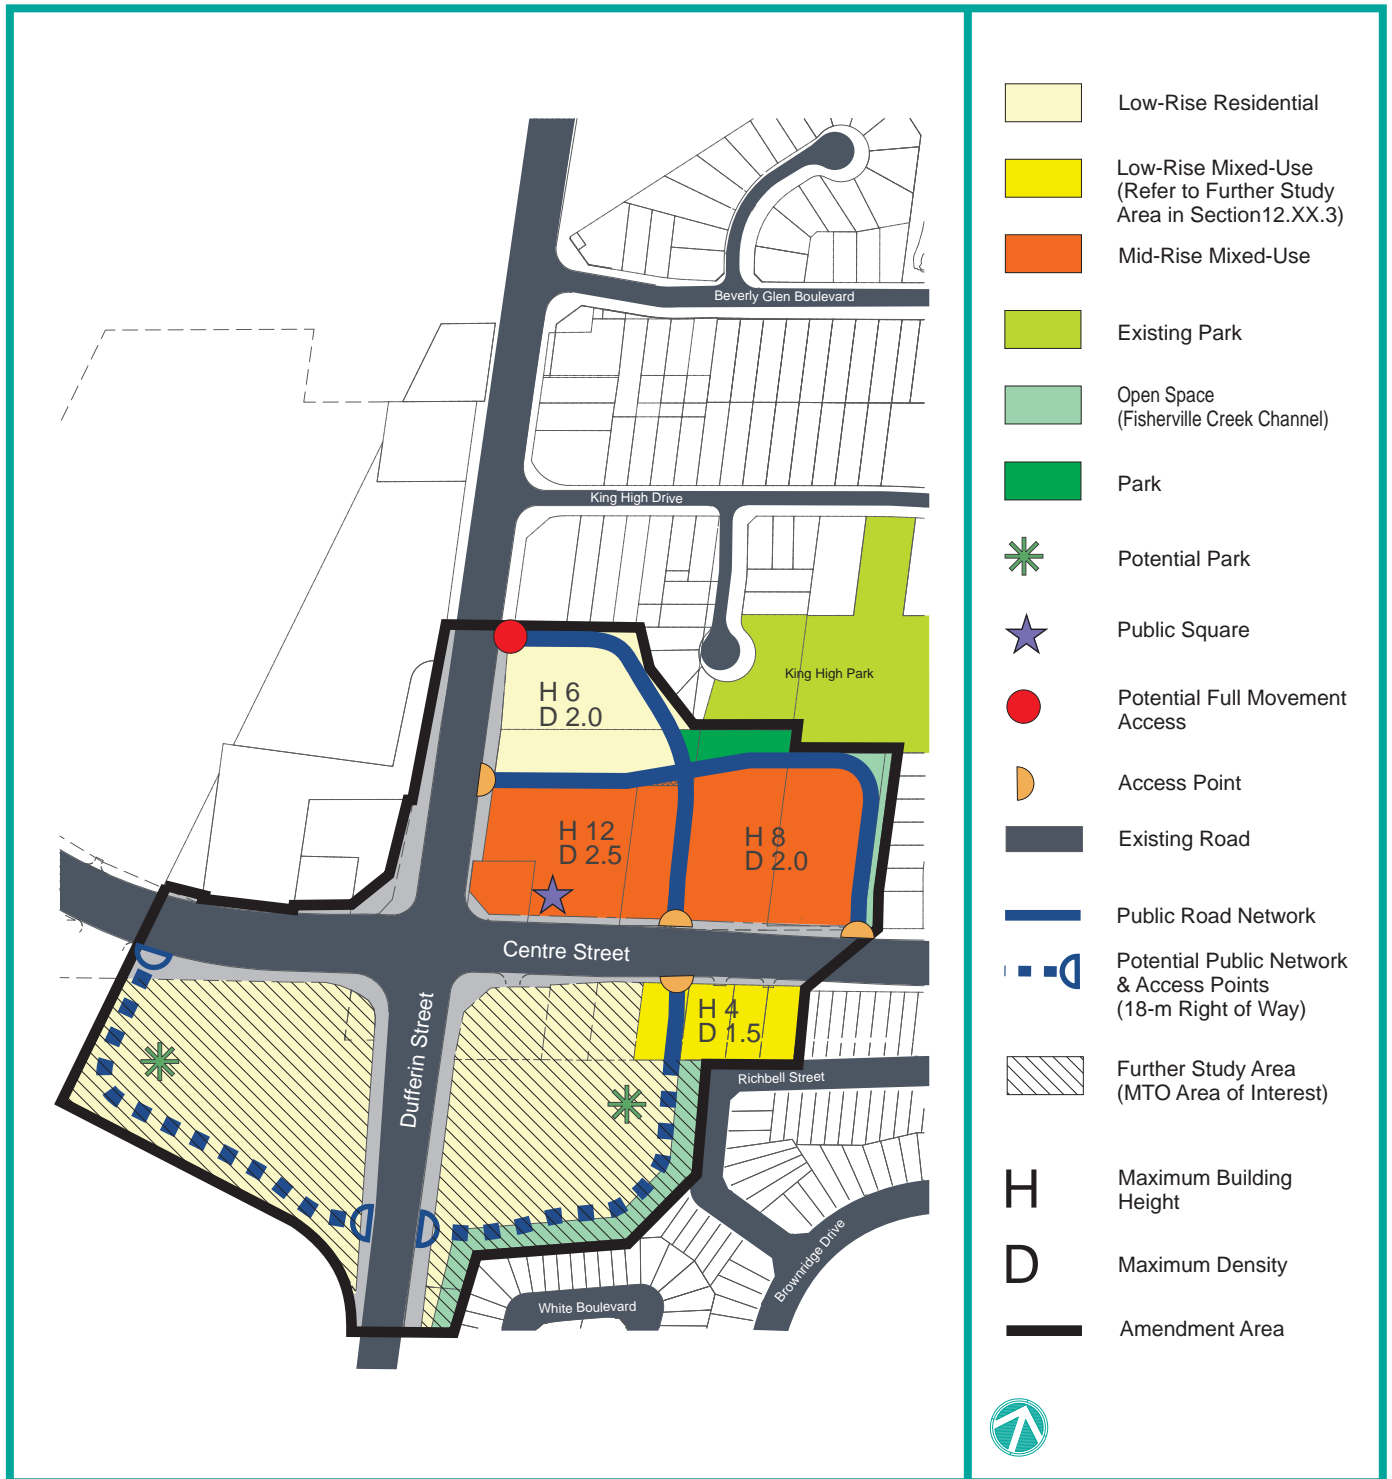 Beverly Glen Boulevard
King High Drive
King High Park
H 6
D 2.0
H 12
D 2.5
H 8
D 2.0
Centre Street
H 4
D 1.5
Dufferin Street
Richbell Street
Brownridge Drive
White Boulevard
Low-Rise Residential
Low-Rise Mixed-Use
(Refer to Further Study
Area in Section12.XX.3)
Mid-Rise Mixed-Use
Existing Park
Open Space
(Fisherville Creek Channel)
Park
Potential Park
Public Square
Potential Full Movement
Access
Access Point
Existing Road
Public Road Network
Potential Public Network
& Access Points
(18-m Right of Way)
Further Study Area
(MTO Area of Interest)
H
Maximum Building
Height
D
Maximum Density
Amendment Area